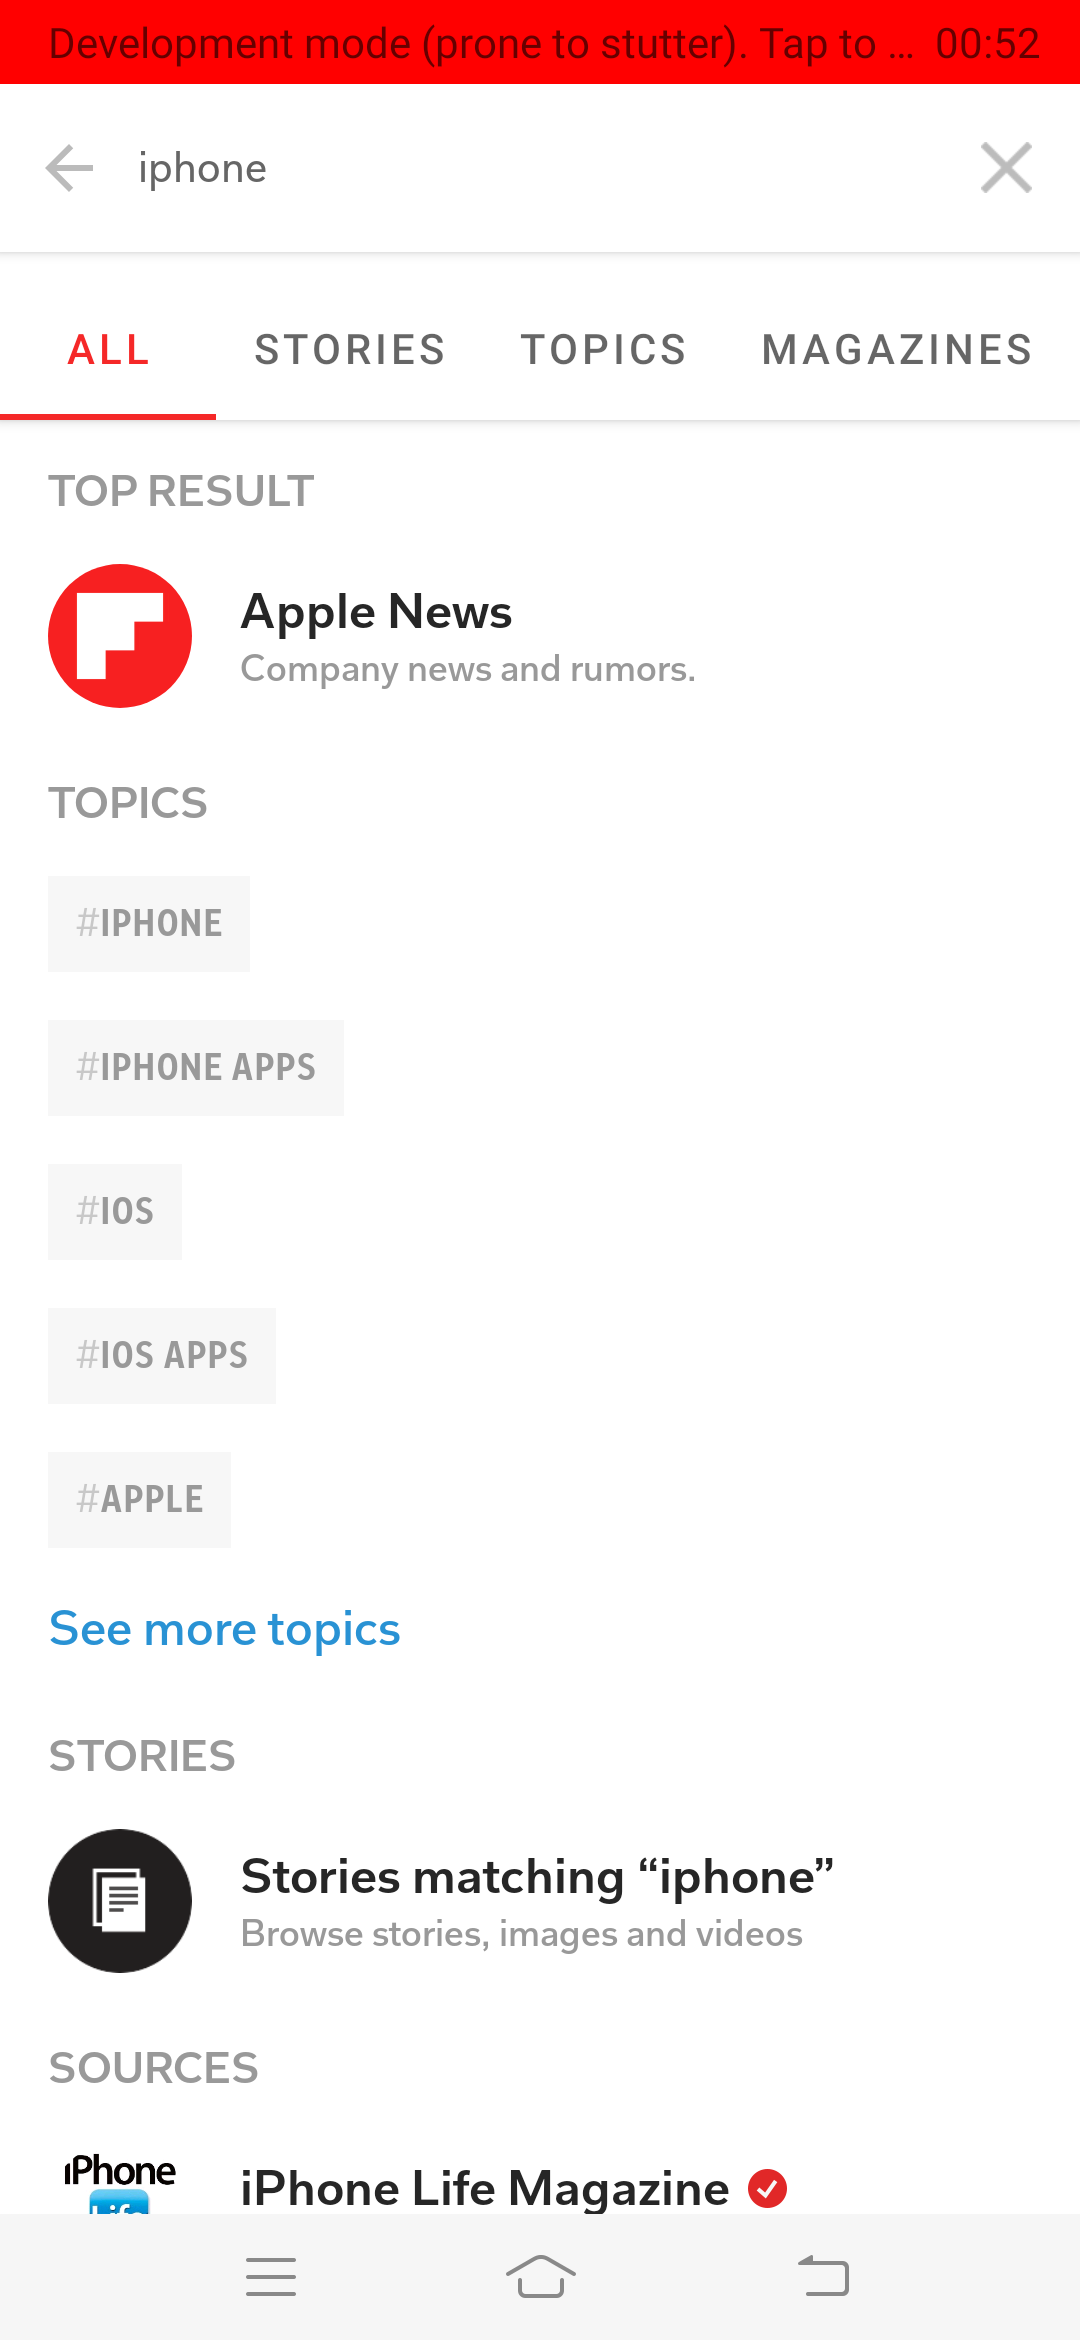 Development mode (prone to stutter). Tap to ... 00:52
iphone
ALL STORIES TOPICS MAGAZINES
TOP RESULT
Apple News
Company news and rumors.
TOPICS
#IPHONE
#IPHONE APPS
#IOS
#IOS APPS
#APPLE
See more topics
STORIES
Stories matching “iphone”
Browse stories, images and videos
SOURCES
iPhone
Life
iPhone Life Magazine